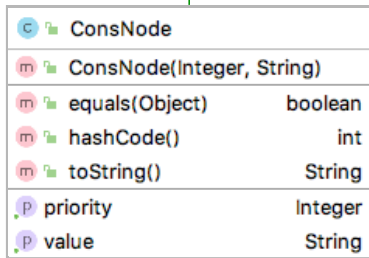 C ConsNode
m ConsNode(Integer, String)
m equals(Object) boolean
m hashCode() int
m toString() String
p priority Integer
p value String